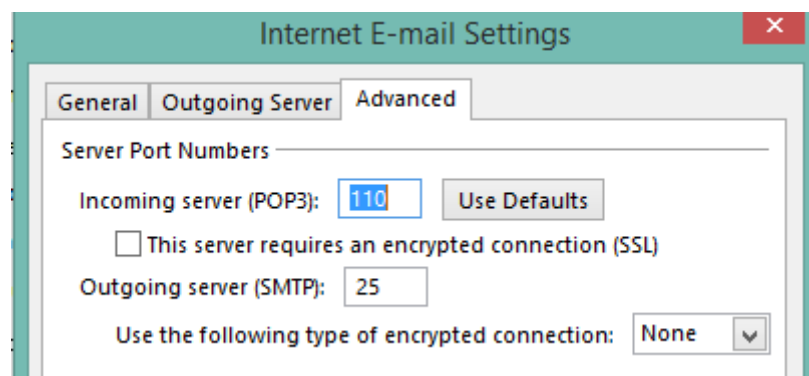 Internet E-mail Settings
General Outgoing Server Advanced
Server Port Numbers
Incoming server (POP3): 110 Use Defaults
This server requires an encrypted connection (SSL)
Outgoing server (SMTP): 25
Use the following type of encrypted connection: None